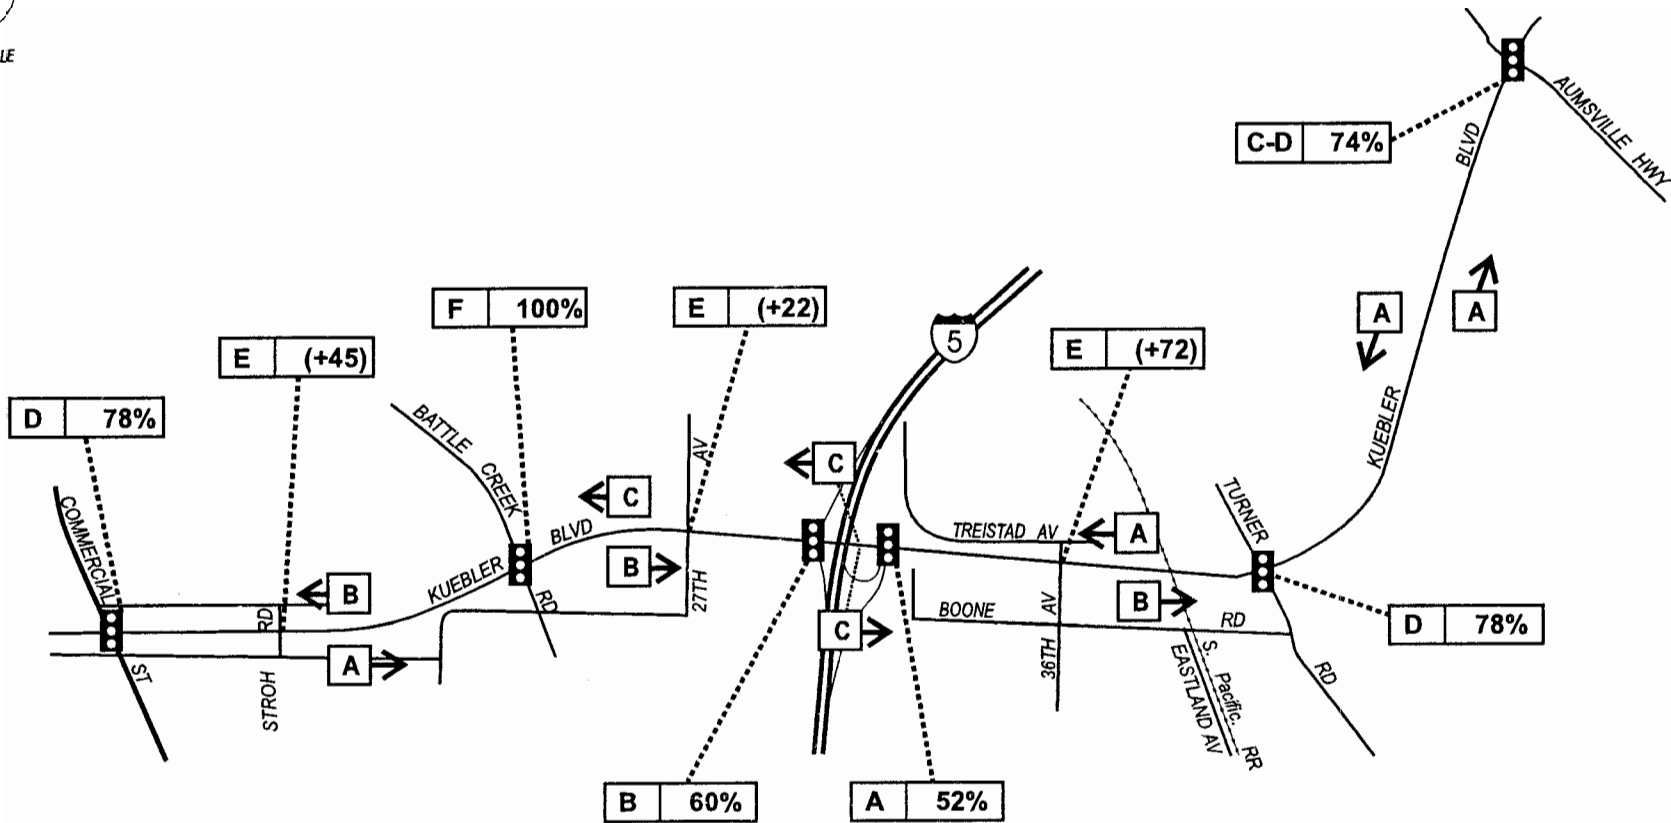 LE
C-D 74%
AUMSVILLE HWY
BLVD
A
A
KUEBLER
F 100%
E (+22)
E (+45)
5
E (+72)
D 78%
BATTLE CREEK
RD
AV
27TH
C
C
BLVD
KUEBLER
B
COMMERCIAL
ST
B
RD
STROH
A
C
TREISTAD AV
A
TURNER
RD
B
BOONE RD
AV
36TH
S. Pacific. RR
EASTLAND AV
D 78%
B 60%
A 52%